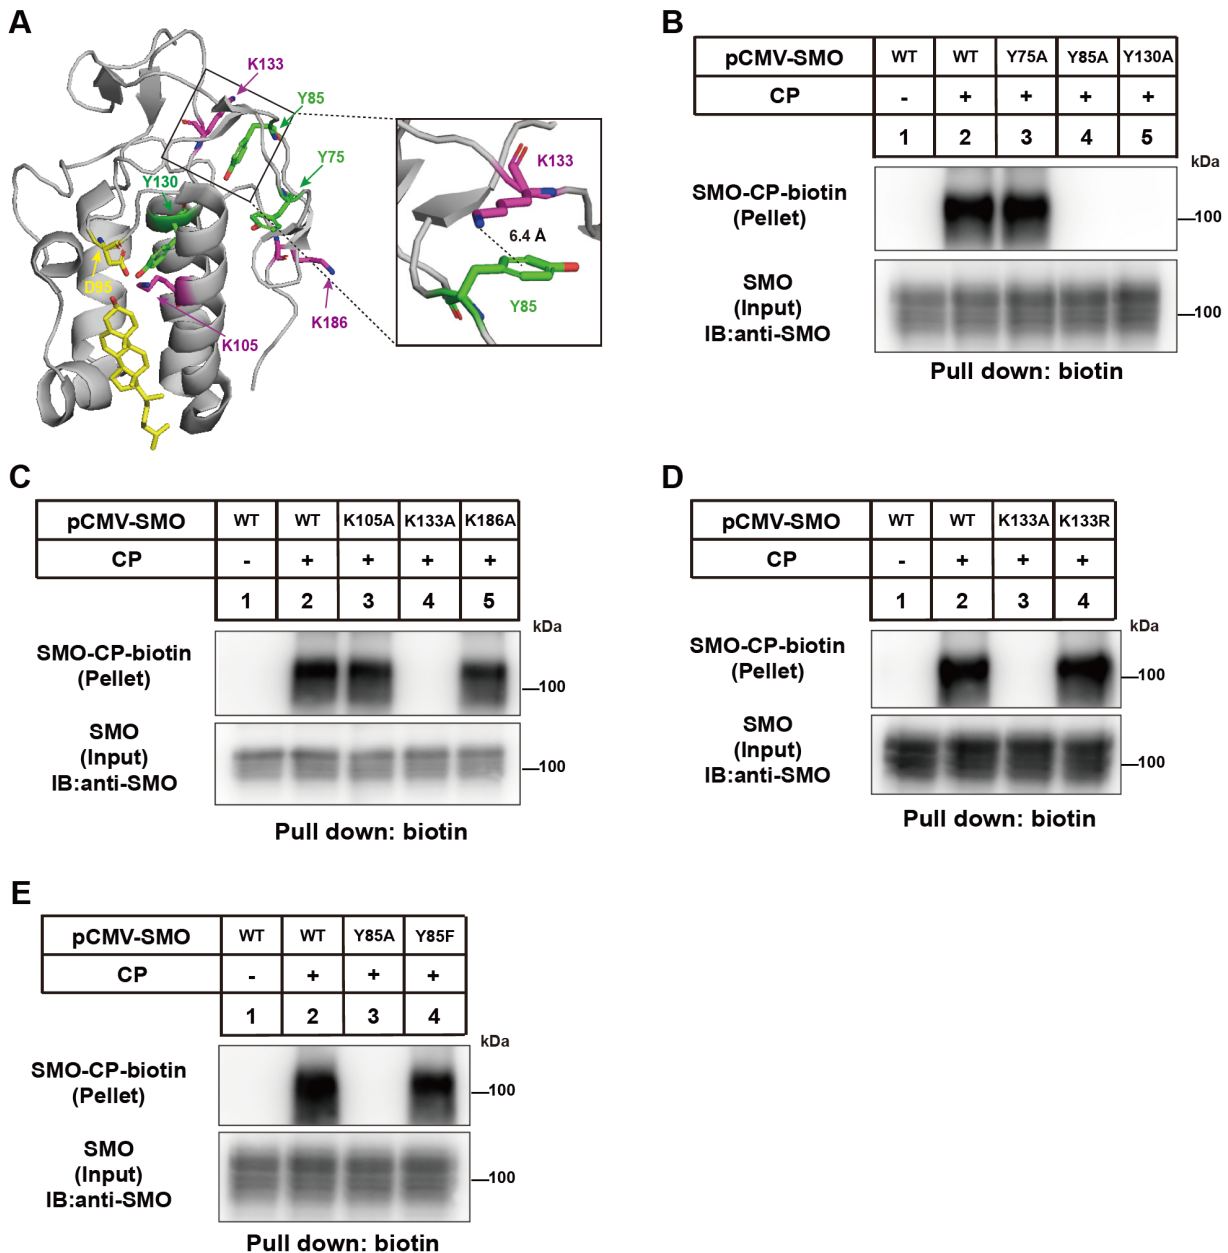 A
K133
Y85
Y75
Y130
D95
K186
K105
K133
6.4 Å
Y85
B
pCMV-SMO WT WT Y75A Y85A Y130A
CP - + + + +
1 2 3 4 5
kDa
SMO-CP-biotin
(Pellet)
100
SMO
(Input)
IB:anti-SMO
100
Pull down: biotin
C
pCMV-SMO WT WT K105A K133A K186A
CP - + + + +
1 2 3 4 5
kDa
SMO-CP-biotin
(Pellet)
100
SMO
(Input)
IB:anti-SMO
100
Pull down: biotin
D
pCMV-SMO WT WT K133A K133R
CP - + + +
1 2 3 4
kDa
SMO-CP-biotin
(Pellet)
100
SMO
(Input)
IB:anti-SMO
100
Pull down: biotin
E
pCMV-SMO WT WT Y85A Y85F
CP - + + +
1 2 3 4
kDa
SMO-CP-biotin
(Pellet)
100
SMO
(Input)
IB:anti-SMO
100
Pull down: biotin